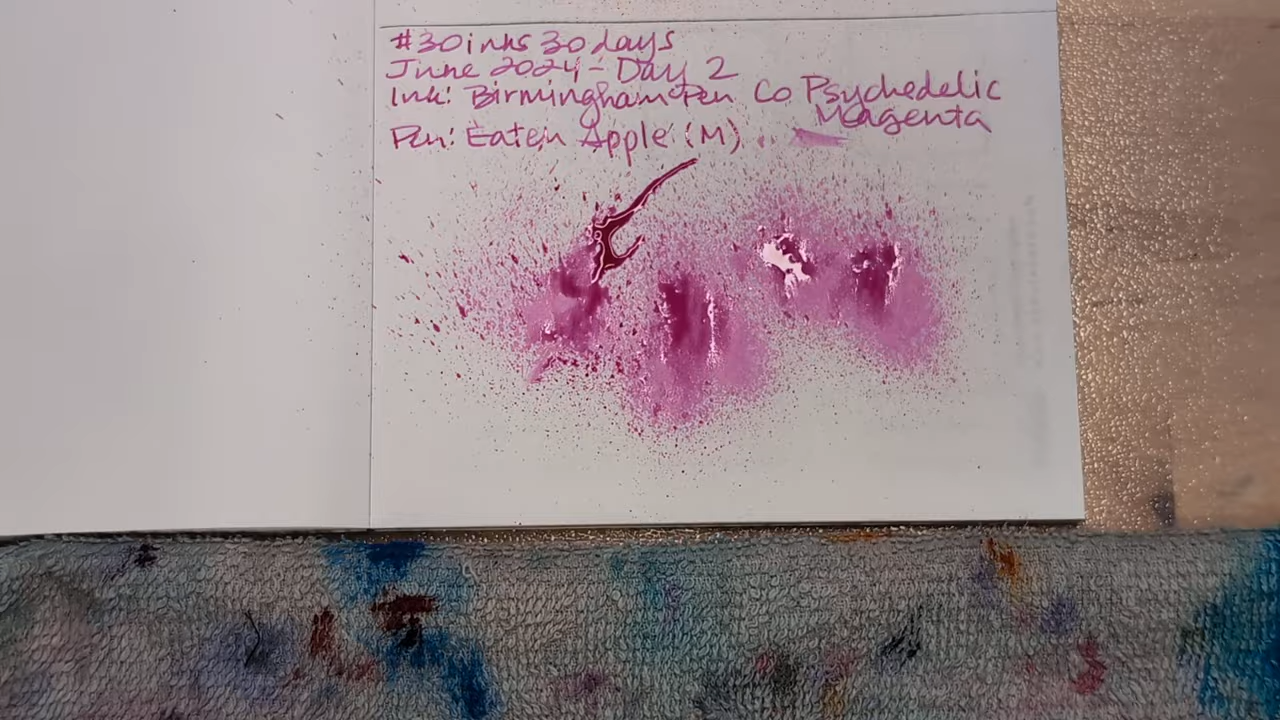 #30inks30days
June 2024 - Day 2
Ink: Birmingham Pen Co Psychedelic
Magenta
Pen: Eaten Apple (M)